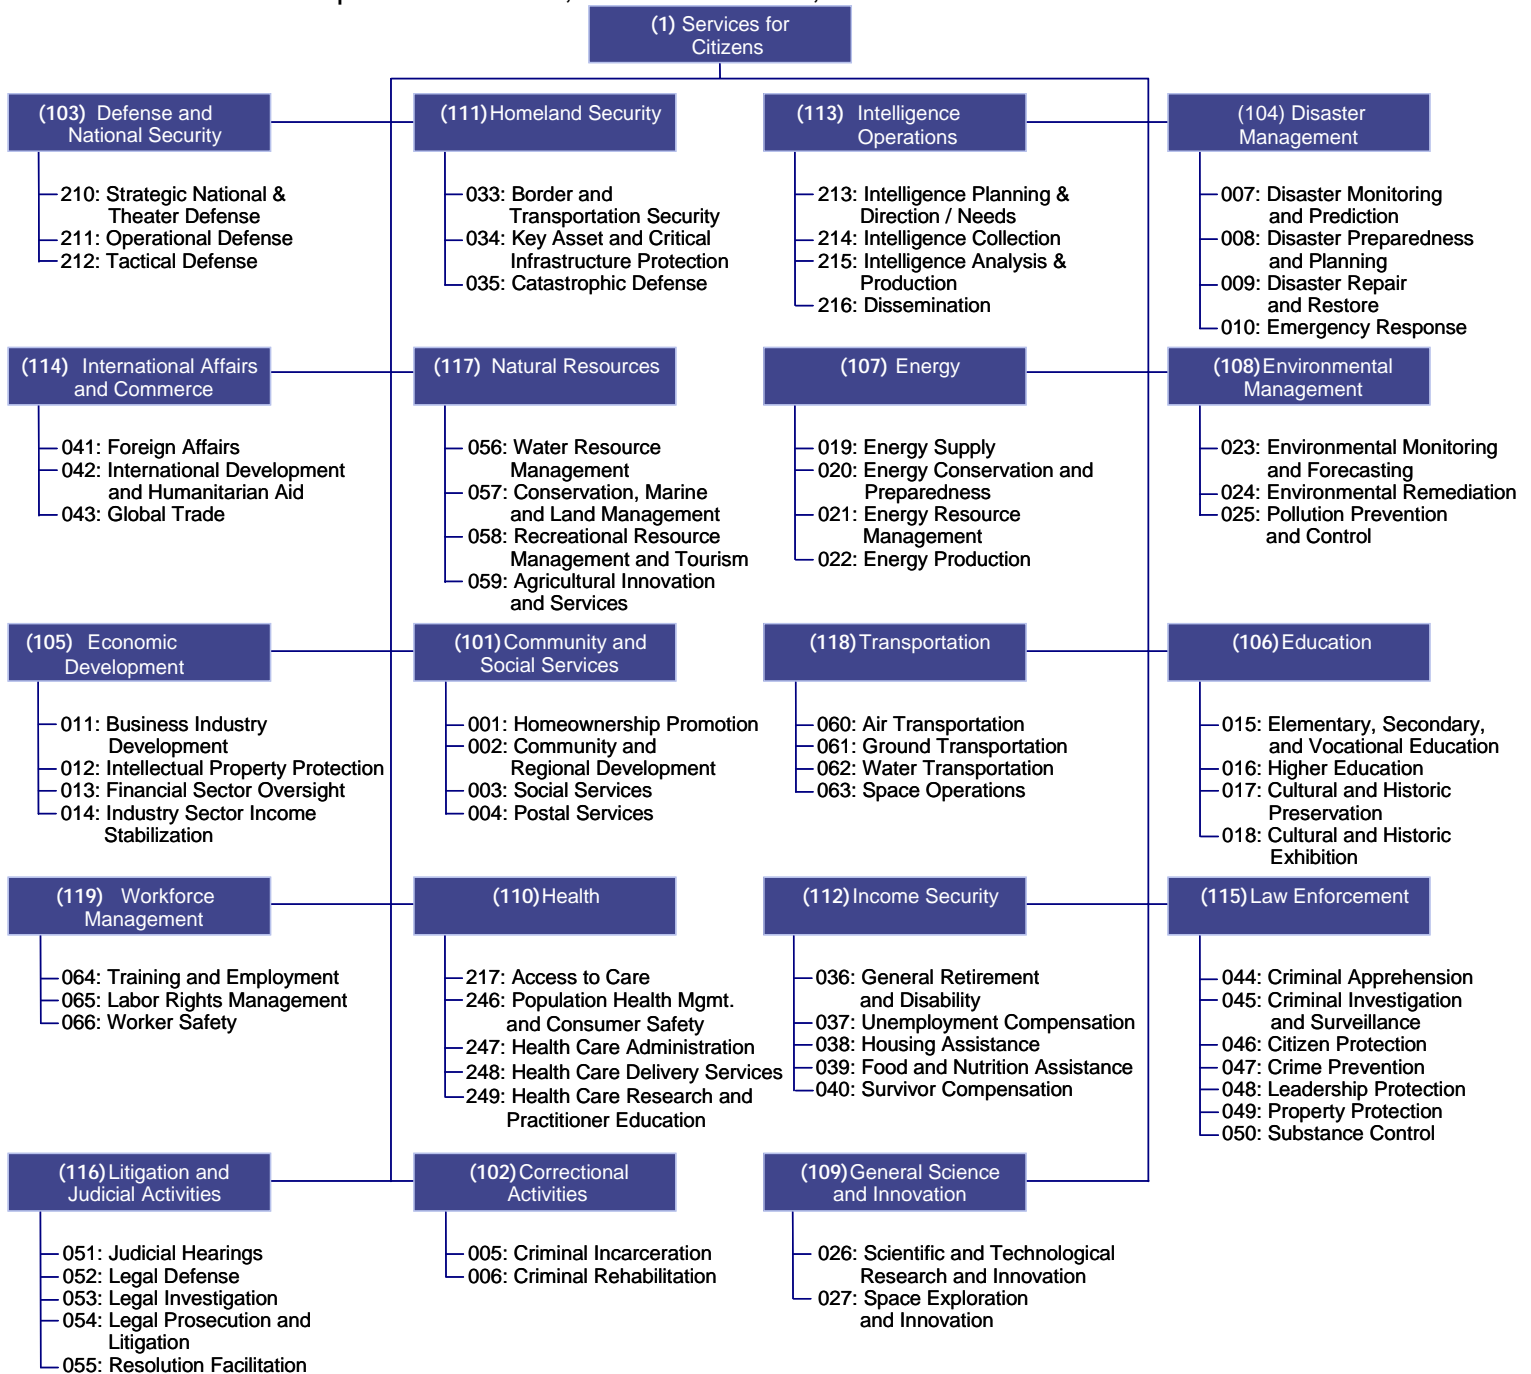 (1) Services for
Citizens
(103) Defense and
National Security
210: Strategic National &
Theater Defense
211: Operational Defense
212: Tactical Defense
(111) Homeland Security
033: Border and
Transportation Security
034: Key Asset and Critical
Infrastructure Protection
035: Catastrophic Defense
(113) Intelligence
Operations
213: Intelligence Planning &
Direction / Needs
214: Intelligence Collection
215: Intelligence Analysis &
Production
216: Dissemination
(104) Disaster
Management
007: Disaster Monitoring
and Prediction
008: Disaster Preparedness
and Planning
009: Disaster Repair
and Restore
010: Emergency Response
(114) International Affairs
and Commerce
041: Foreign Affairs
042: International Development
and Humanitarian Aid
043: Global Trade
(117) Natural Resources
056: Water Resource
Management
057: Conservation, Marine
and Land Management
058: Recreational Resource
Management and Tourism
059: Agricultural Innovation
and Services
(107) Energy
019: Energy Supply
020: Energy Conservation and
Preparedness
021: Energy Resource
Management
022: Energy Production
(108) Environmental
Management
023: Environmental Monitoring
and Forecasting
024: Environmental Remediation
025: Pollution Prevention
and Control
(105) Economic
Development
011: Business Industry
Development
012: Intellectual Property Protection
013: Financial Sector Oversight
014: Industry Sector Income
Stabilization
(101) Community and
Social Services
001: Homeownership Promotion
002: Community and
Regional Development
003: Social Services
004: Postal Services
(118) Transportation
060: Air Transportation
061: Ground Transportation
062: Water Transportation
063: Space Operations
(106) Education
015: Elementary, Secondary,
and Vocational Education
016: Higher Education
017: Cultural and Historic
Preservation
018: Cultural and Historic
Exhibition
(119) Workforce
Management
064: Training and Employment
065: Labor Rights Management
066: Worker Safety
(110) Health
217: Access to Care
246: Population Health Mgmt.
and Consumer Safety
247: Health Care Administration
248: Health Care Delivery Services
249: Health Care Research and
Practitioner Education
(112) Income Security
036: General Retirement
and Disability
037: Unemployment Compensation
038: Housing Assistance
039: Food and Nutrition Assistance
040: Survivor Compensation
(115) Law Enforcement
044: Criminal Apprehension
045: Criminal Investigation
and Surveillance
046: Citizen Protection
047: Crime Prevention
048: Leadership Protection
049: Property Protection
050: Substance Control
(116) Litigation and
Judicial Activities
051: Judicial Hearings
052: Legal Defense
053: Legal Investigation
054: Legal Prosecution and
Litigation
055: Resolution Facilitation
(102) Correctional
Activities
005: Criminal Incarceration
006: Criminal Rehabilitation
(109) General Science
and Innovation
026: Scientific and Technological
Research and Innovation
027: Space Exploration
and Innovation